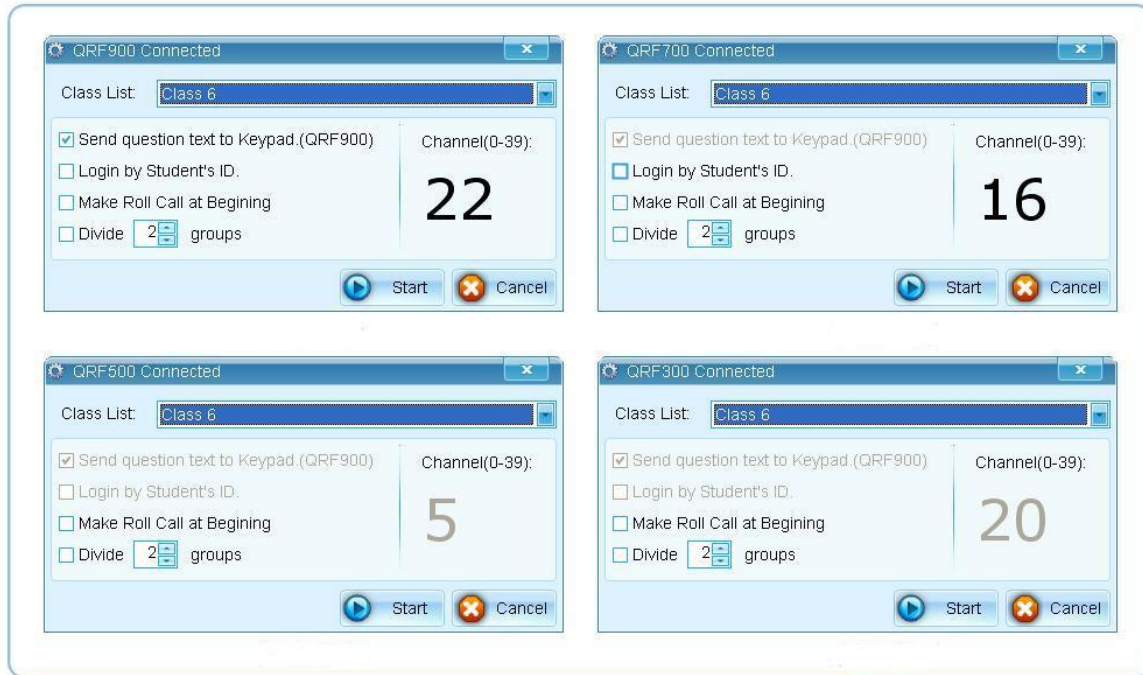 QRF900 Connected
Class List: Class 6
Send question text to Keypad.(QRF900)
Login by Student's ID.
Make Roll Call at Begining
Divide 2 groups
Channel(0-39):
22
Start Cancel
QRF700 Connected
Class List: Class 6
Send question text to Keypad.(QRF900)
Login by Student's ID.
Make Roll Call at Begining
Divide 2 groups
Channel(0-39):
16
Start Cancel
QRF500 Connected
Class List: Class 6
Send question text to Keypad.(QRF900)
Login by Student's ID.
Make Roll Call at Begining
Divide 2 groups
Channel(0-39):
5
Start Cancel
QRF300 Connected
Class List: Class 6
Send question text to Keypad.(QRF900)
Login by Student's ID.
Make Roll Call at Begining
Divide 2 groups
Channel(0-39):
20
Start Cancel